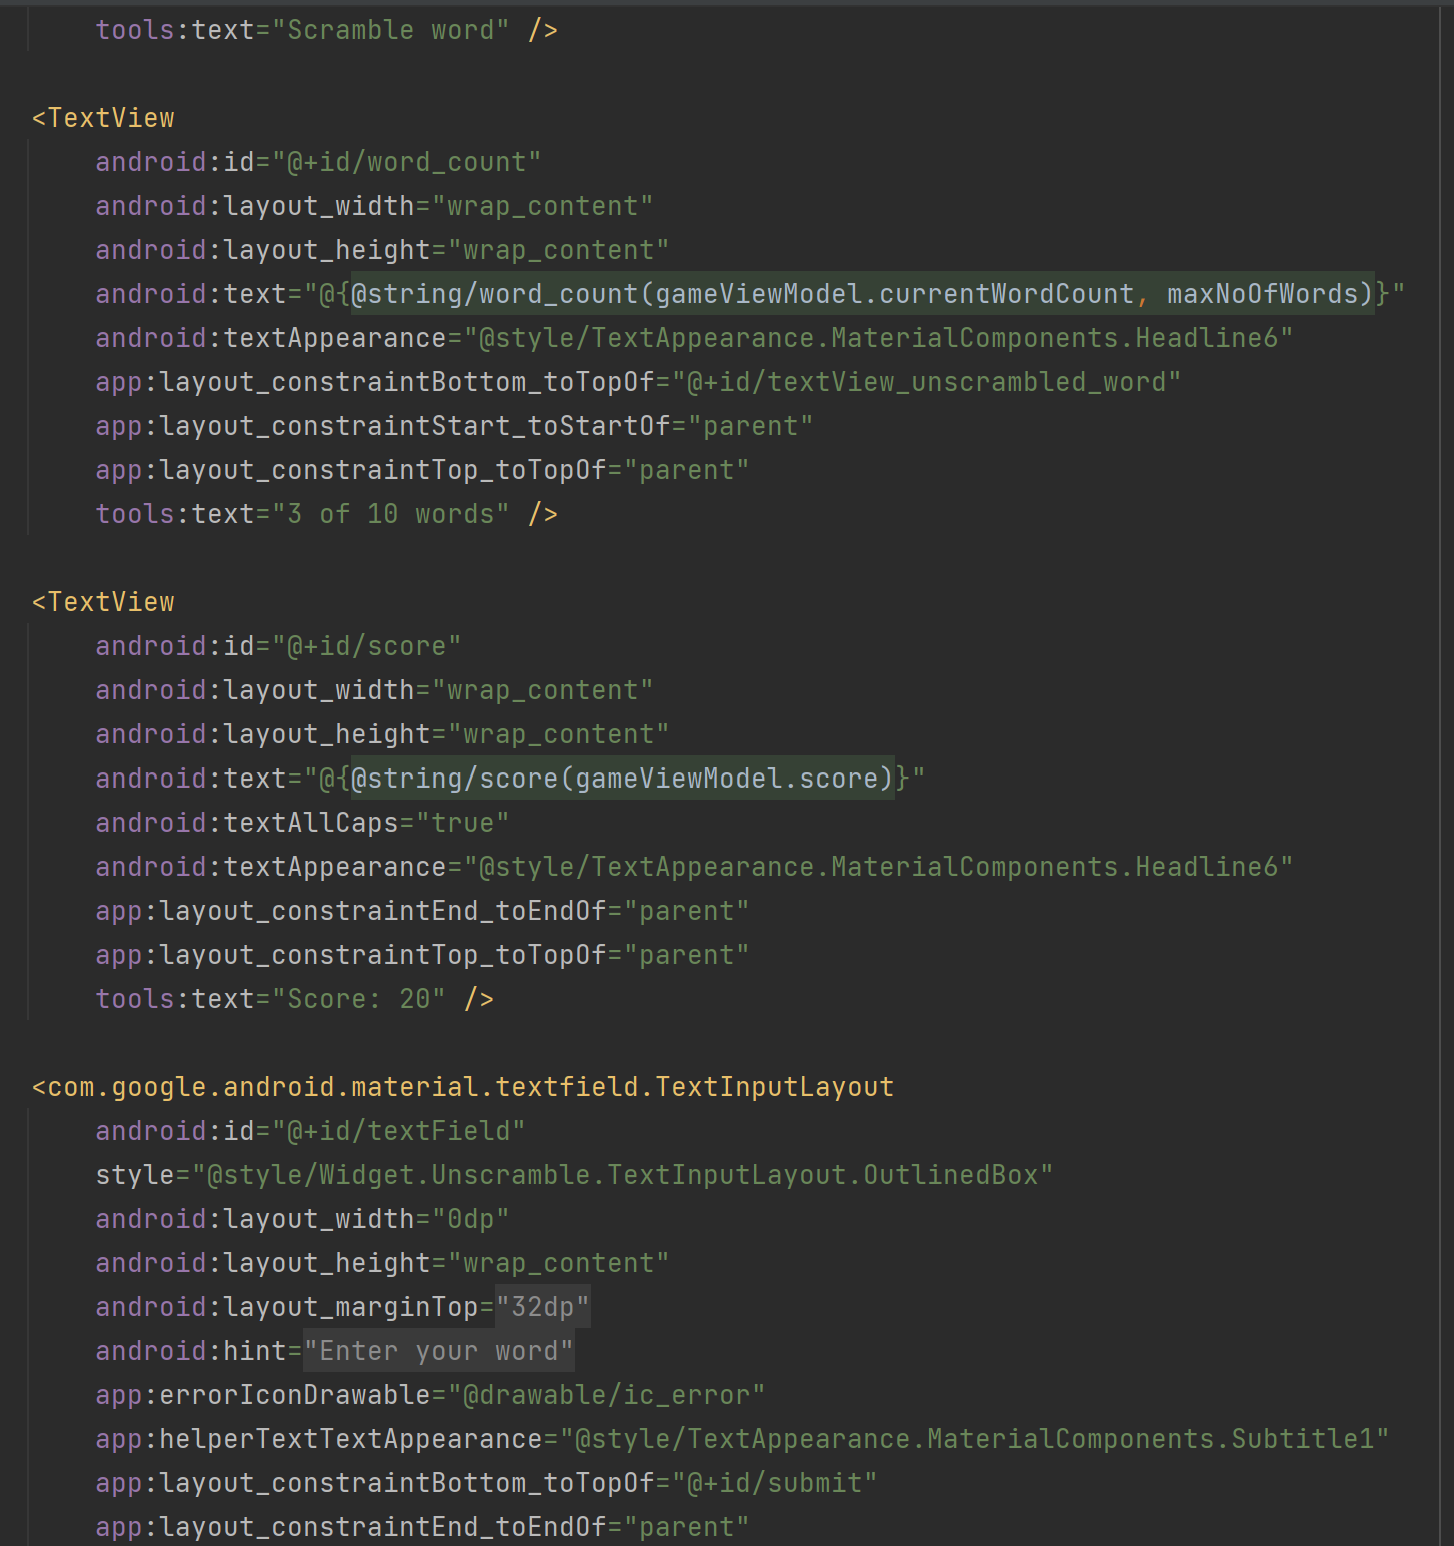 tools:text="Scramble word" />
<TextView
android:id="@+id/word_count"
android:layout_width="wrap_content"
android:layout_height="wrap_content"
android:text="@{@string/word_count(gameViewModel.currentWordCount, maxNoOfWords)}"
android:textAppearance="@style/TextAppearance.MaterialComponents.Headline6"
app:layout_constraintBottom_toTopOf="@+id/textView_unscrambled_word"
app:layout_constraintStart_toStartOf="parent"
app:layout_constraintTop_toTopOf="parent"
tools:text="3 of 10 words" />
<TextView
android:id="@+id/score"
android:layout_width="wrap_content"
android:layout_height="wrap_content"
android:text="@{@string/score(gameViewModel.score)}"
android:textAllCaps="true"
android:textAppearance="@style/TextAppearance.MaterialComponents.Headline6"
app:layout_constraintEnd_toEndOf="parent"
app:layout_constraintTop_toTopOf="parent"
tools:text="Score: 20" />
<com.google.android.material.textfield.TextInputLayout
android:id="@+id/textField"
style="@style/Widget.Unscramble.TextInputLayout.OutlinedBox"
android:layout_width="0dp"
android:layout_height="wrap_content"
android:layout_marginTop="32dp"
android:hint="Enter your word"
app:errorIconDrawable="@drawable/ic_error"
app:helperTextTextAppearance="@style/TextAppearance.MaterialComponents.Subtitle1"
app:layout_constraintBottom_toTopOf="@+id/submit"
app:layout_constraintEnd_toEndOf="parent"